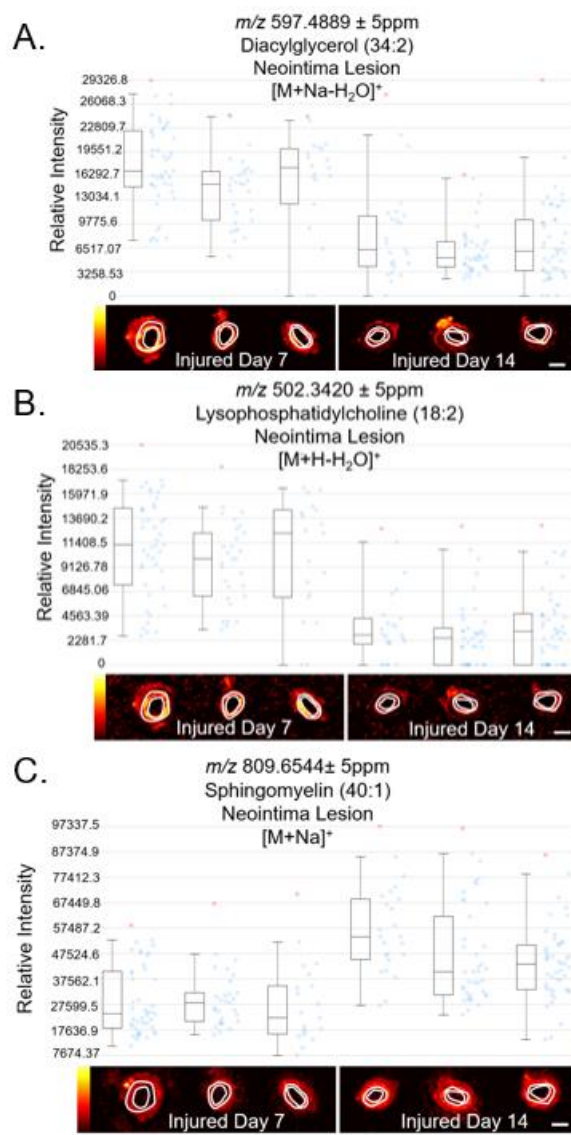 A.
m/z 597.4889 ± 5ppm
Diacylglycerol (34:2)
Neointima Lesion
[M+Na-H₂O]⁺
Relative Intensity
29326.8
26068.3
22809.7
19551.2
16292.7
13034.1
9775.6
6517.07
3258.53
0
Injured Day 7
Injured Day 14
B.
m/z 502.3420 ± 5ppm
Lysophosphatidylcholine (18:2)
Neointima Lesion
[M+H-H₂O]⁺
Relative Intensity
20535.3
18253.6
15971.9
13690.2
11408.5
9126.78
6845.06
4563.39
2281.7
0
Injured Day 7
Injured Day 14
C.
m/z 809.6544± 5ppm
Sphingomyelin (40:1)
Neointima Lesion
[M+Na]⁺
Relative Intensity
97337.5
87374.9
77412.3
67449.8
57487.2
47524.6
37562.1
27599.5
17636.9
7674.37
Injured Day 7
Injured Day 14